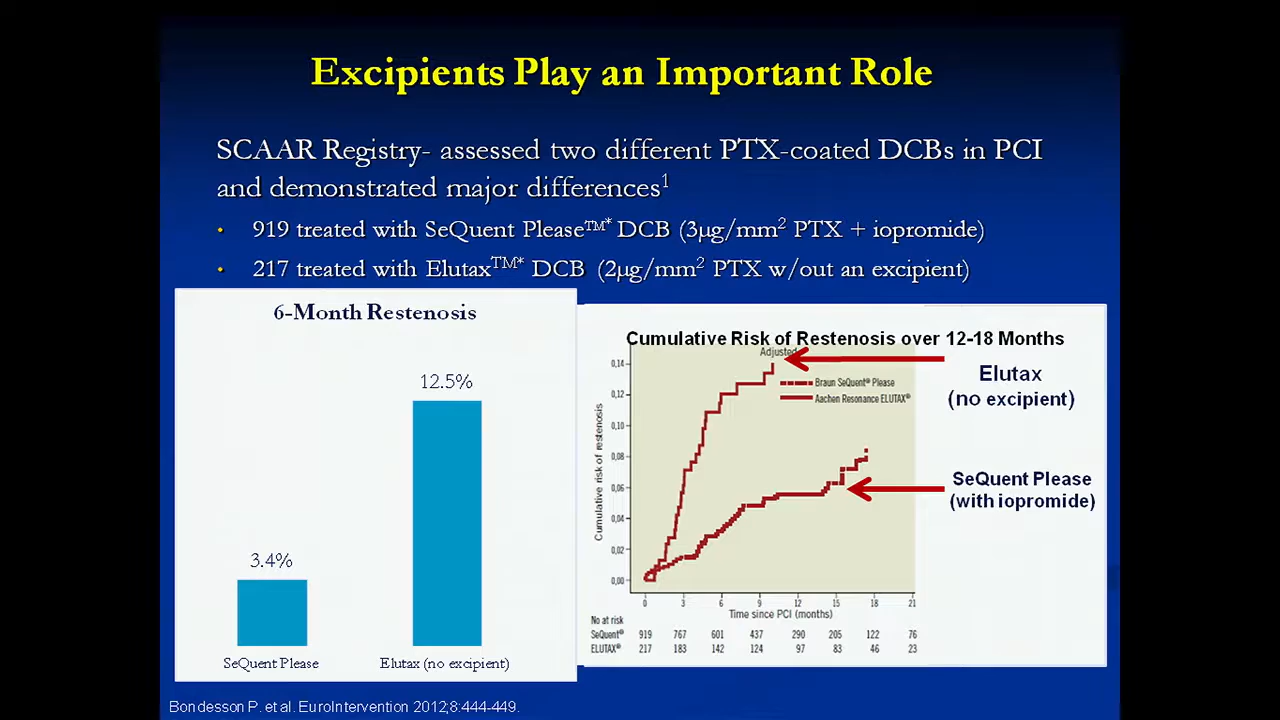 Excipients Play an Important Role
SCAAR Registry- assessed two different PTX-coated DCBs in PCI
and demonstrated major differences1
• 919 treated with SeQuent Please™* DCB (3μg/mm2 PTX + iopromide)
• 217 treated with Elutax™* DCB (2μg/mm2 PTX w/out an excipient)
6-Month Restenosis
12.5%
3.4%
SeQuent Please
Elutax (no excipient)
Cumulative Risk of Restenosis over 12-18 Months
Adjusted
Braun SeQuent® Please
Aachen Resonance ELUTAX®
Elutax
(no excipient)
SeQuent Please
(with iopromide)
Cumulative risk of restenosis
0,14
0,12
0,10
0,08
0,06
0,04
0,02
0,00
0 3 6 9 12 15 18 21
Time since PCI (months)
No at risk
SeQuent® 919 767 601 437 290 205 122 76
ELUTAX® 217 183 142 124 97 83 46 23
Bondesson P. et al. EuroIntervention 2012;8:444-449.